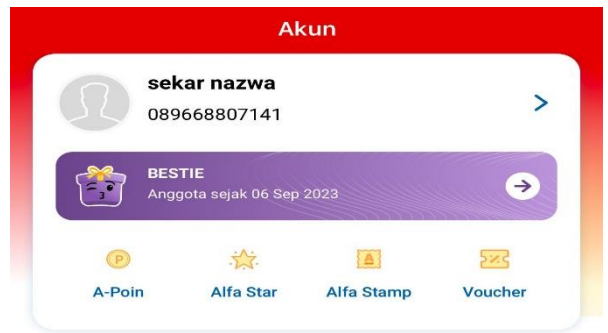 Akun
sekar nazwa
089668807141
BESTIE
Anggota sejak 06 Sep 2023
A-Poin
Alfa Star
Alfa Stamp
Voucher